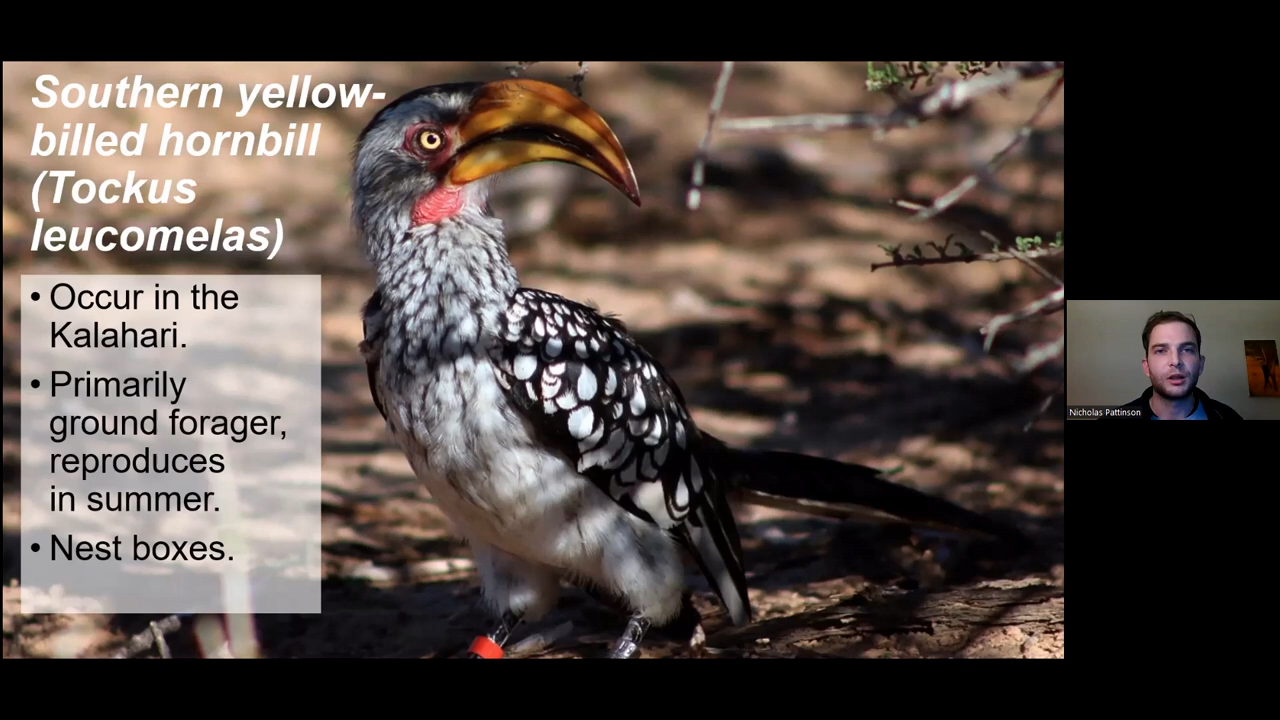 Southern yellow-
billed hornbill
(Tockus
leucomelas)
• Occur in the
Kalahari.
• Primarily
ground forager,
reproduces
in summer.
• Nest boxes.
Nicholas Pattinson